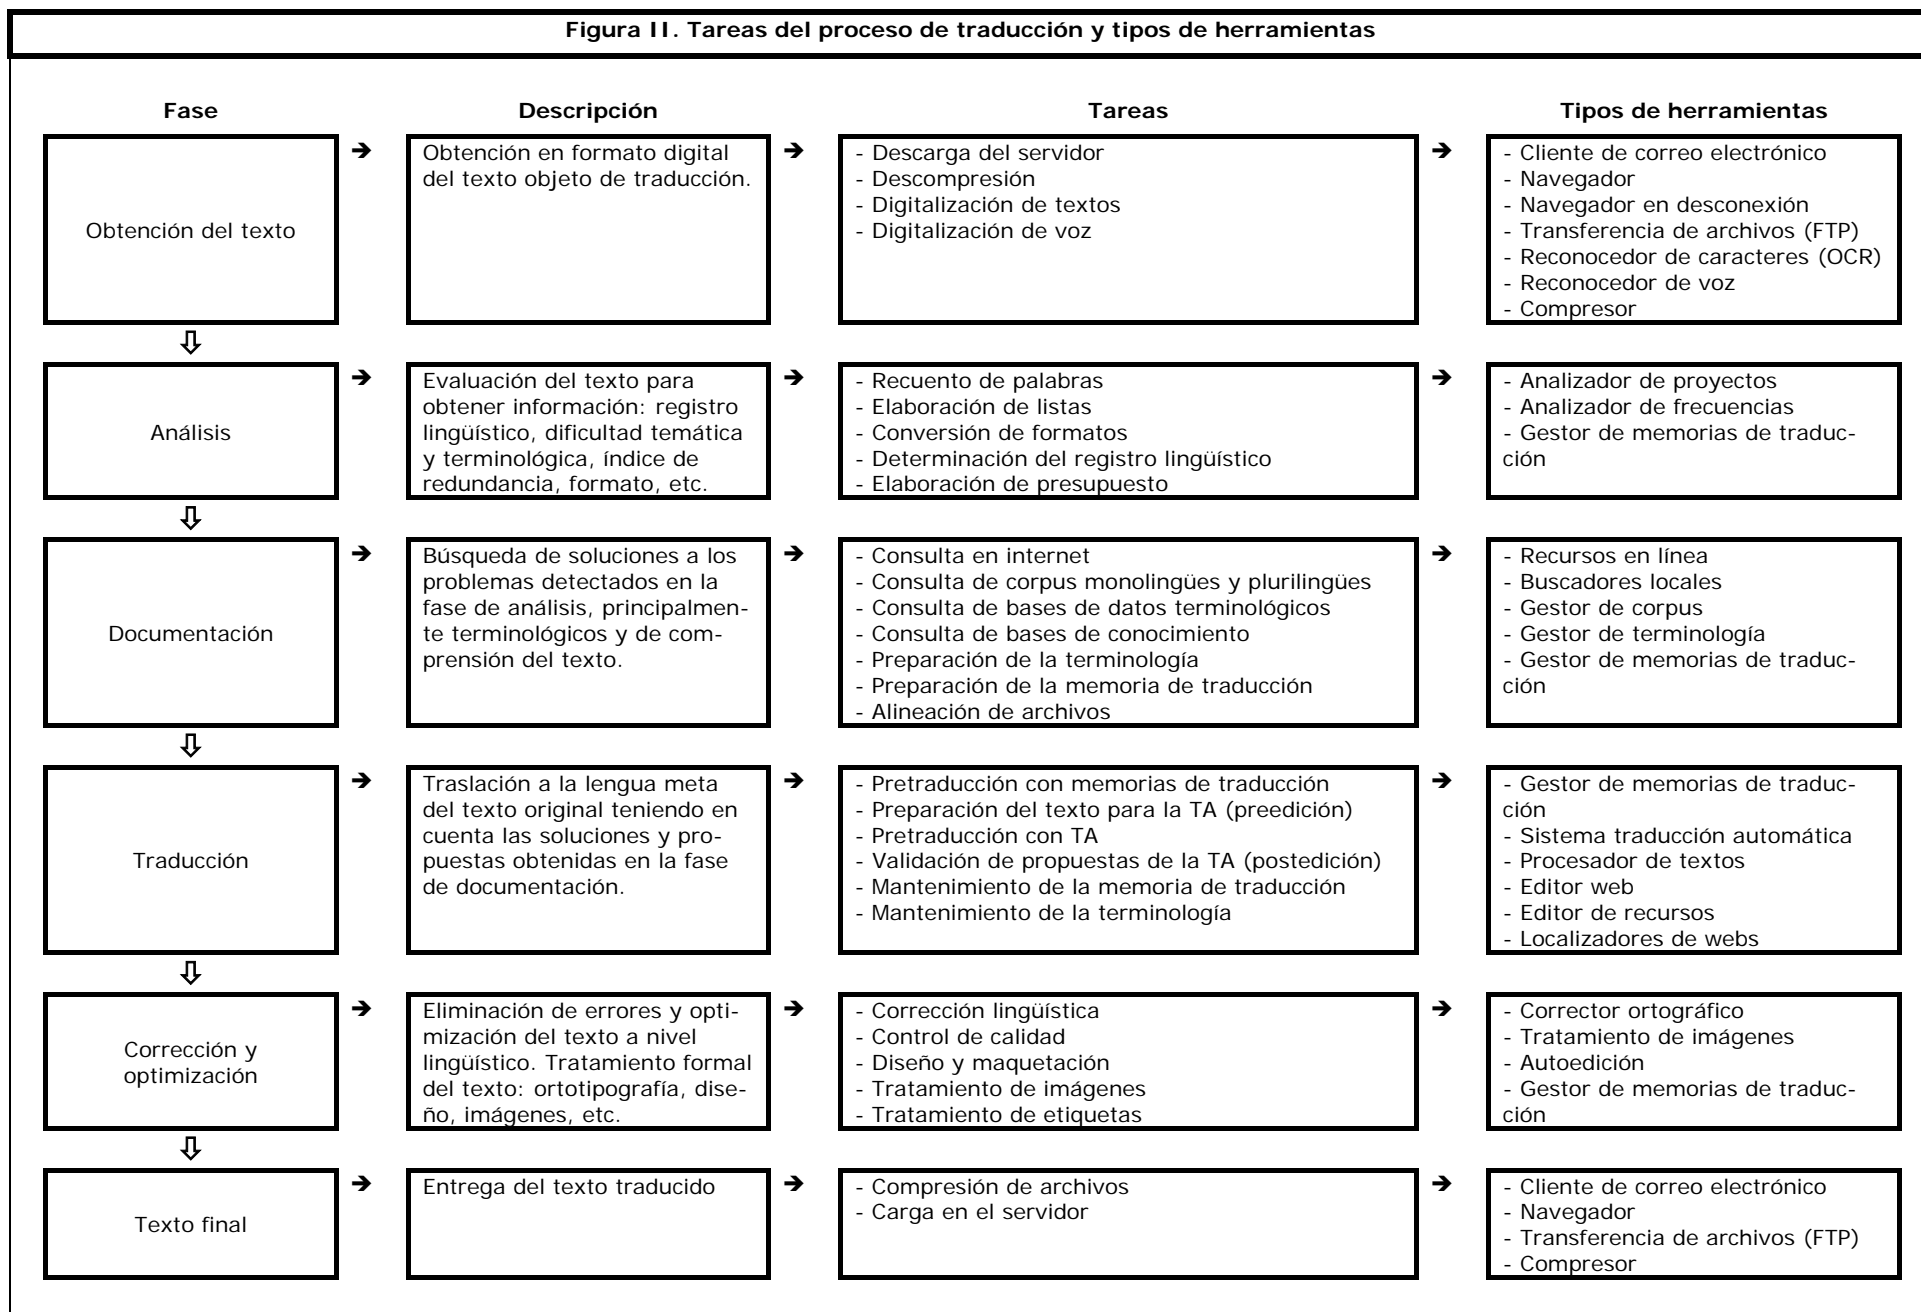 Figura II. Tareas del proceso de traducción y tipos de herramientas
Fase
Descripción
Tareas
Tipos de herramientas
Obtención del texto
Obtención en formato digital
del texto objeto de traducción.
- Descarga del servidor
- Descompresión
- Digitalización de textos
- Digitalización de voz
- Cliente de correo electrónico
- Navegador
- Navegador en desconexión
- Transferencia de archivos (FTP)
- Reconocedor de caracteres (OCR)
- Reconocedor de voz
- Compresor
Análisis
Evaluación del texto para
obtener información: registro
lingüístico, dificultad temática
y terminológica, índice de
redundancia, formato, etc.
- Recuento de palabras
- Elaboración de listas
- Conversión de formatos
- Determinación del registro lingüístico
- Elaboración de presupuesto
- Analizador de proyectos
- Analizador de frecuencias
- Gestor de memorias de traduc-
ción
Documentación
Búsqueda de soluciones a los
problemas detectados en la
fase de análisis, principalmen-
te terminológicos y de com-
prensión del texto.
- Consulta en internet
- Consulta de corpus monolingües y plurilingües
- Consulta de bases de datos terminológicos
- Consulta de bases de conocimiento
- Preparación de la terminología
- Preparación de la memoria de traducción
- Alineación de archivos
- Recursos en línea
- Buscadores locales
- Gestor de corpus
- Gestor de terminología
- Gestor de memorias de traduc-
ción
Traducción
Traslación a la lengua meta
del texto original teniendo en
cuenta las soluciones y pro-
puestas obtenidas en la fase
de documentación.
- Pretraducción con memorias de traducción
- Preparación del texto para la TA (preedición)
- Pretraducción con TA
- Validación de propuestas de la TA (postedición)
- Mantenimiento de la memoria de traducción
- Mantenimiento de la terminología
- Gestor de memorias de traduc-
ción
- Sistema traducción automática
- Procesador de textos
- Editor web
- Editor de recursos
- Localizadores de webs
Corrección y
optimización
Eliminación de errores y opti-
mización del texto a nivel
lingüístico. Tratamiento formal
del texto: ortotipografía, dise-
ño, imágenes, etc.
- Corrección lingüística
- Control de calidad
- Diseño y maquetación
- Tratamiento de imágenes
- Tratamiento de etiquetas
- Corrector ortográfico
- Tratamiento de imágenes
- Autoedición
- Gestor de memorias de traduc-
ción
Texto final
Entrega del texto traducido
- Compresión de archivos
- Carga en el servidor
- Cliente de correo electrónico
- Navegador
- Transferencia de archivos (FTP)
- Compresor